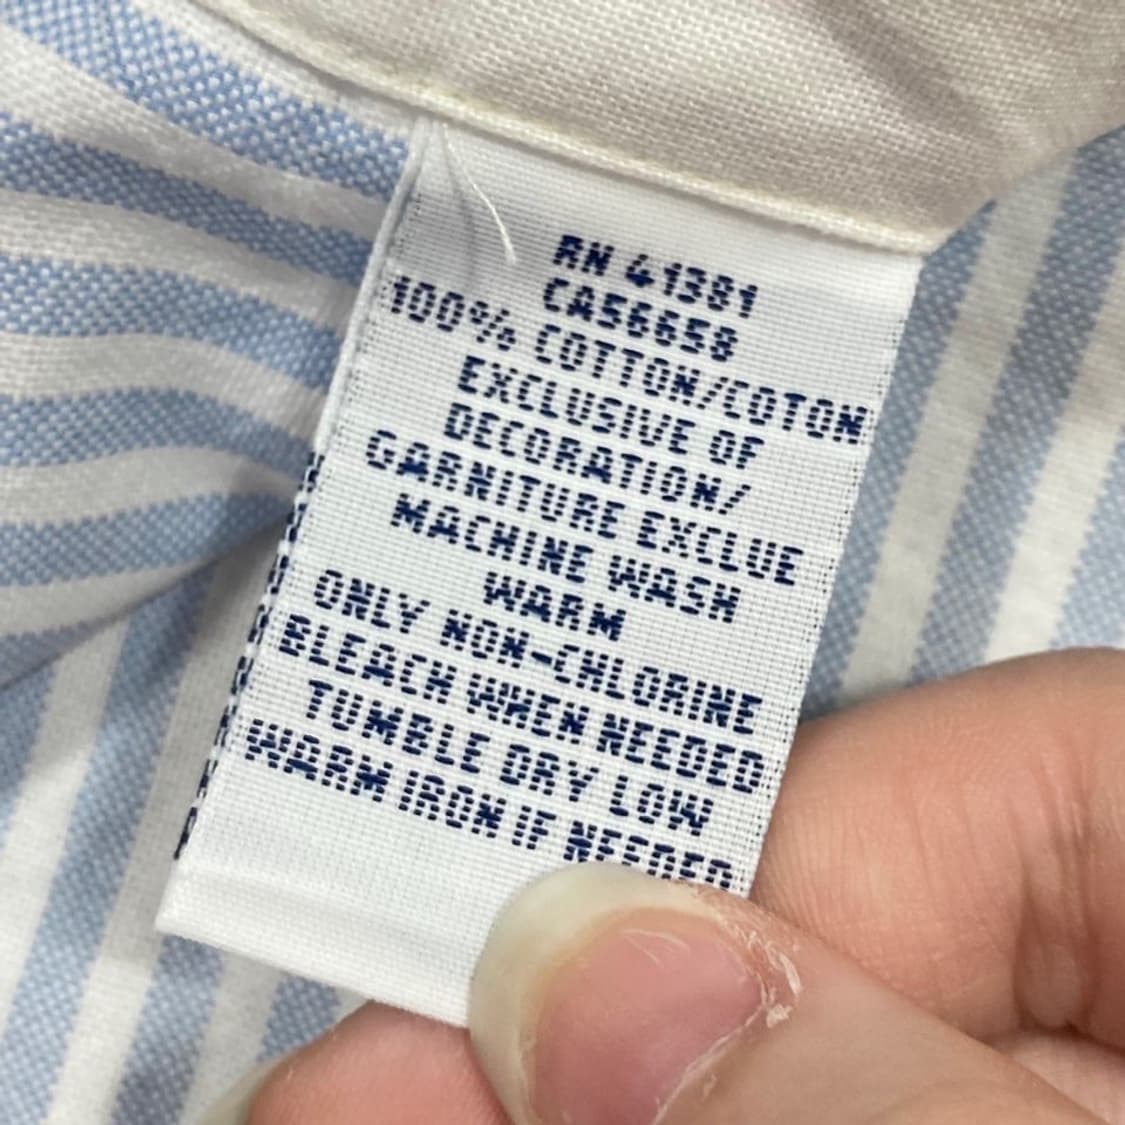 RN 41381
CA56658
100% COTTON/COTON
EXCLUSIVE OF
DECORATION/
GARNITURE EXCLUE
MACHINE WASH
WARM
ONLY NON-CHLORINE
BLEACH WHEN NEEDED
TUMBLE DRY LOW
WARM IRON IF NEEDED